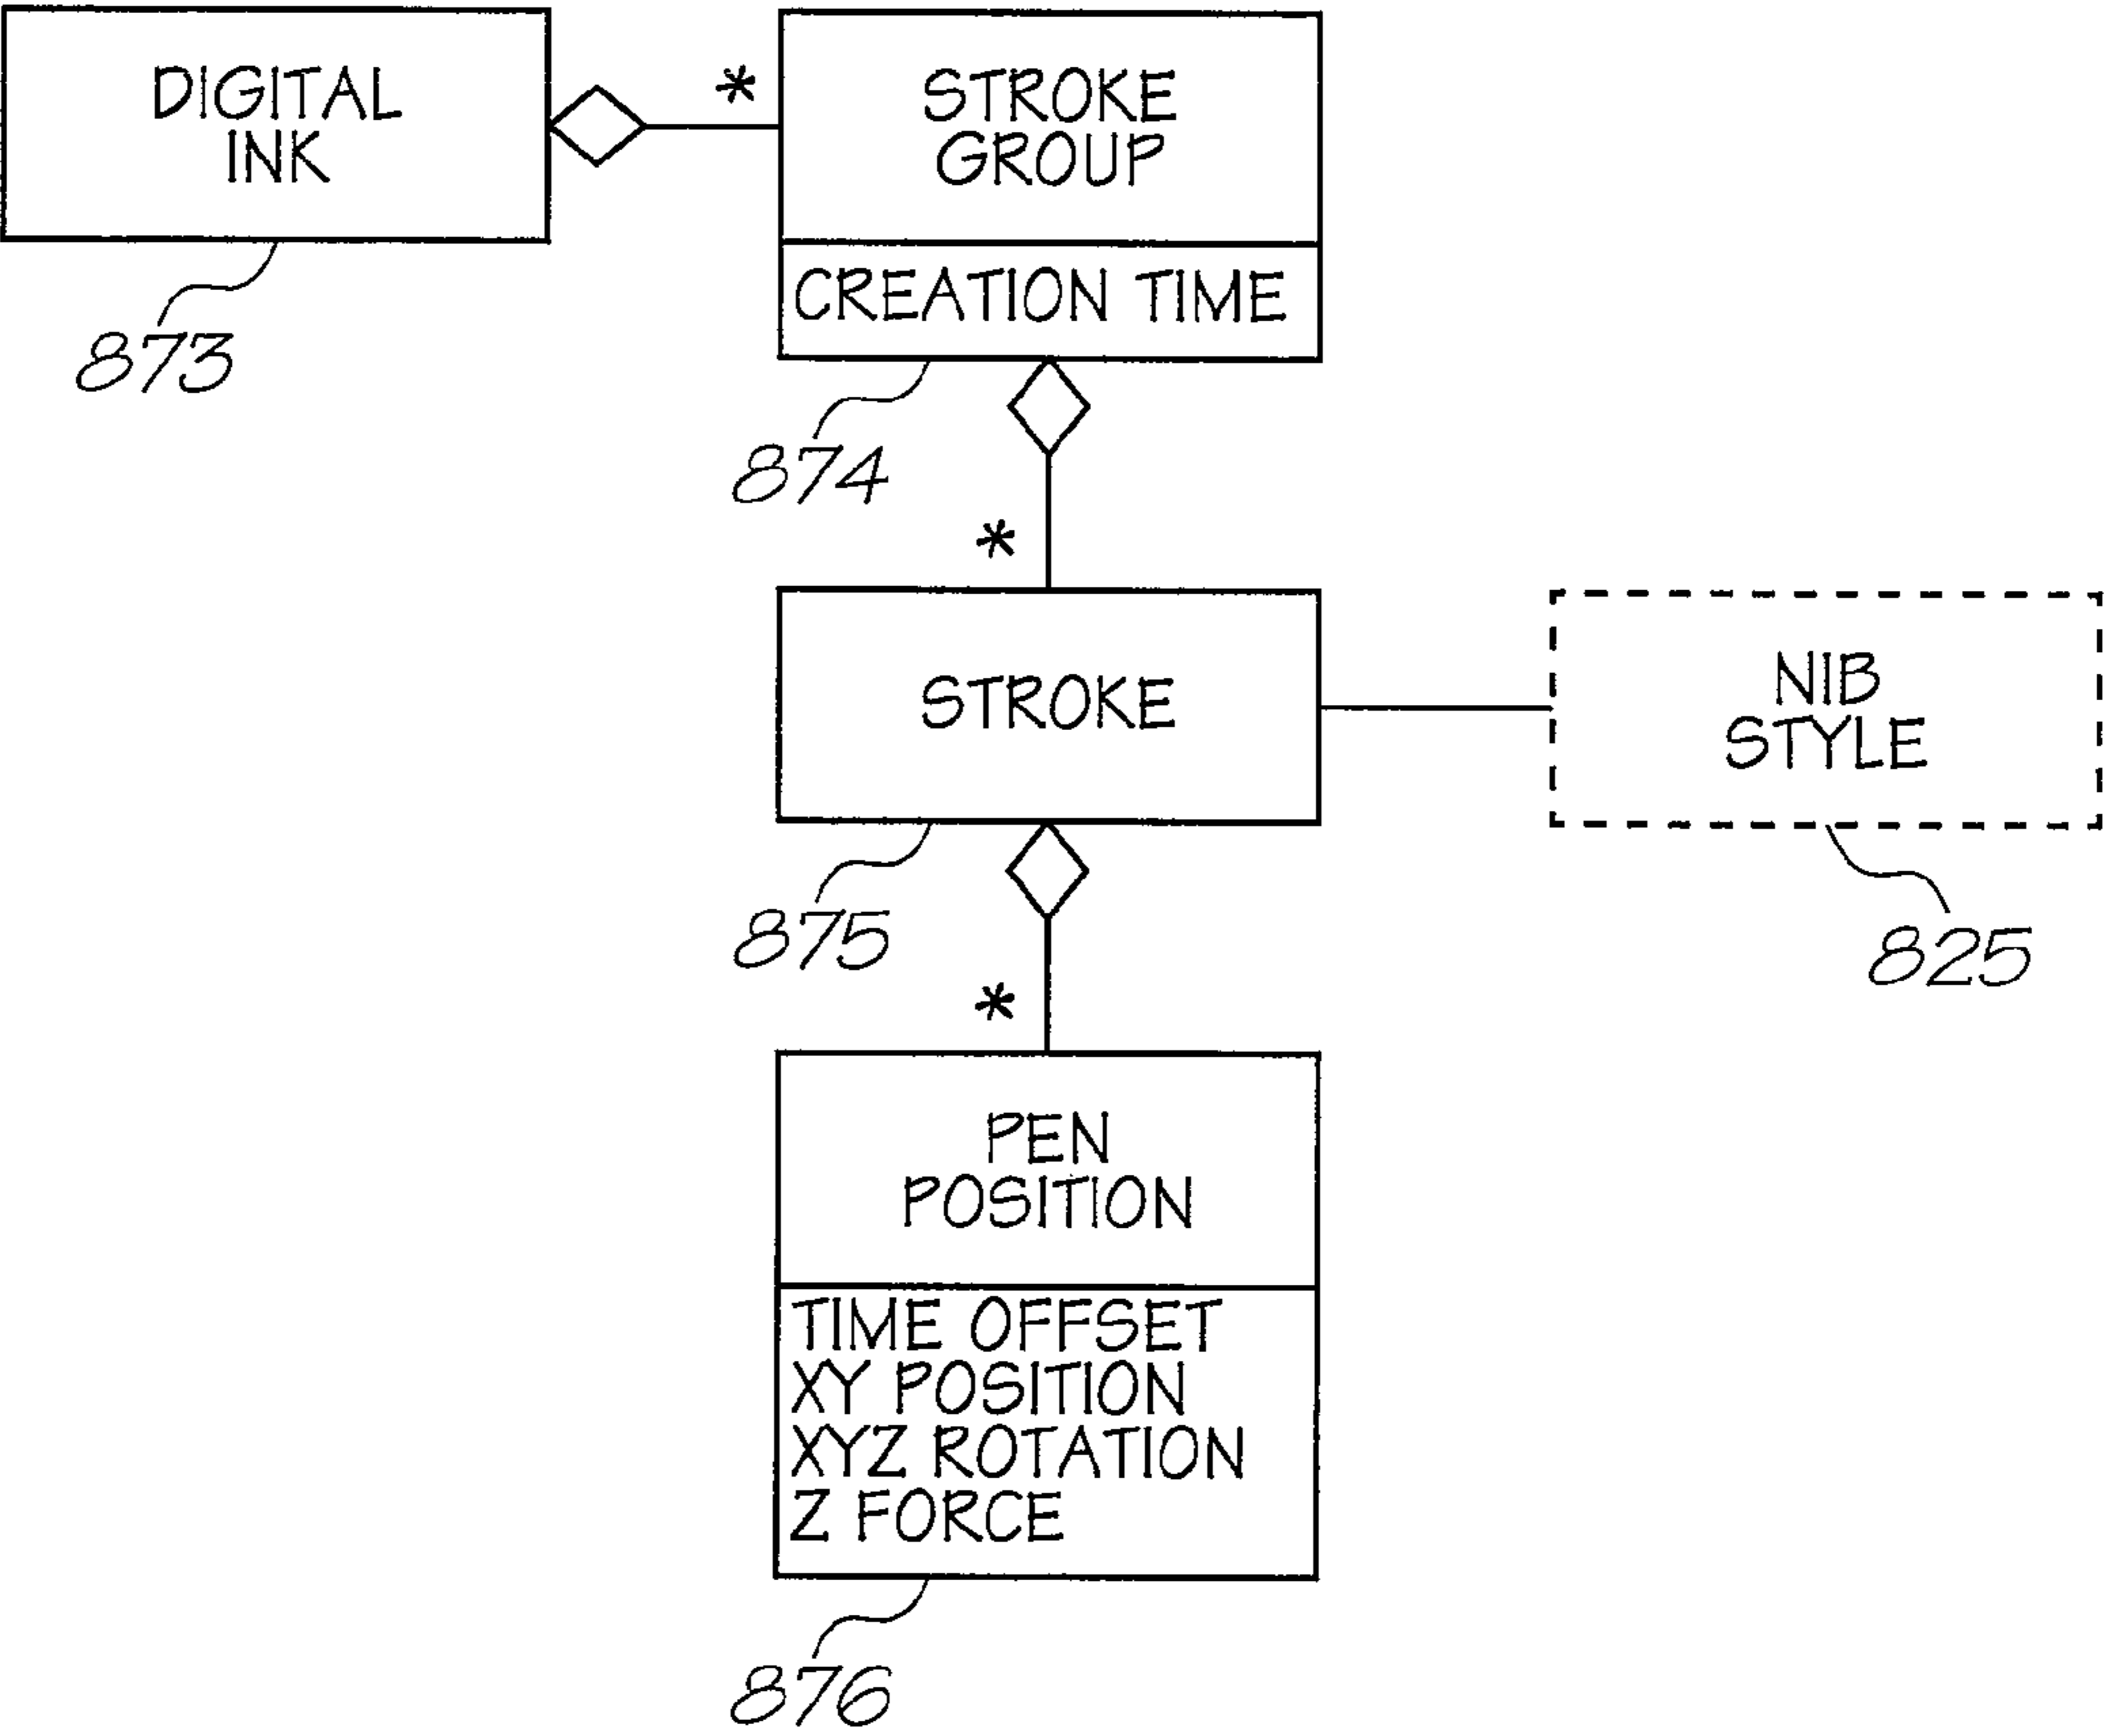 DIGITAL
INK
873
*
STROKE
GROUP
CREATION TIME
874
*
STROKE
875
NIB
STYLE
825
*
PEN
POSITION
TIME OFFSET
XY POSITION
XYZ ROTATION
Z FORCE
876